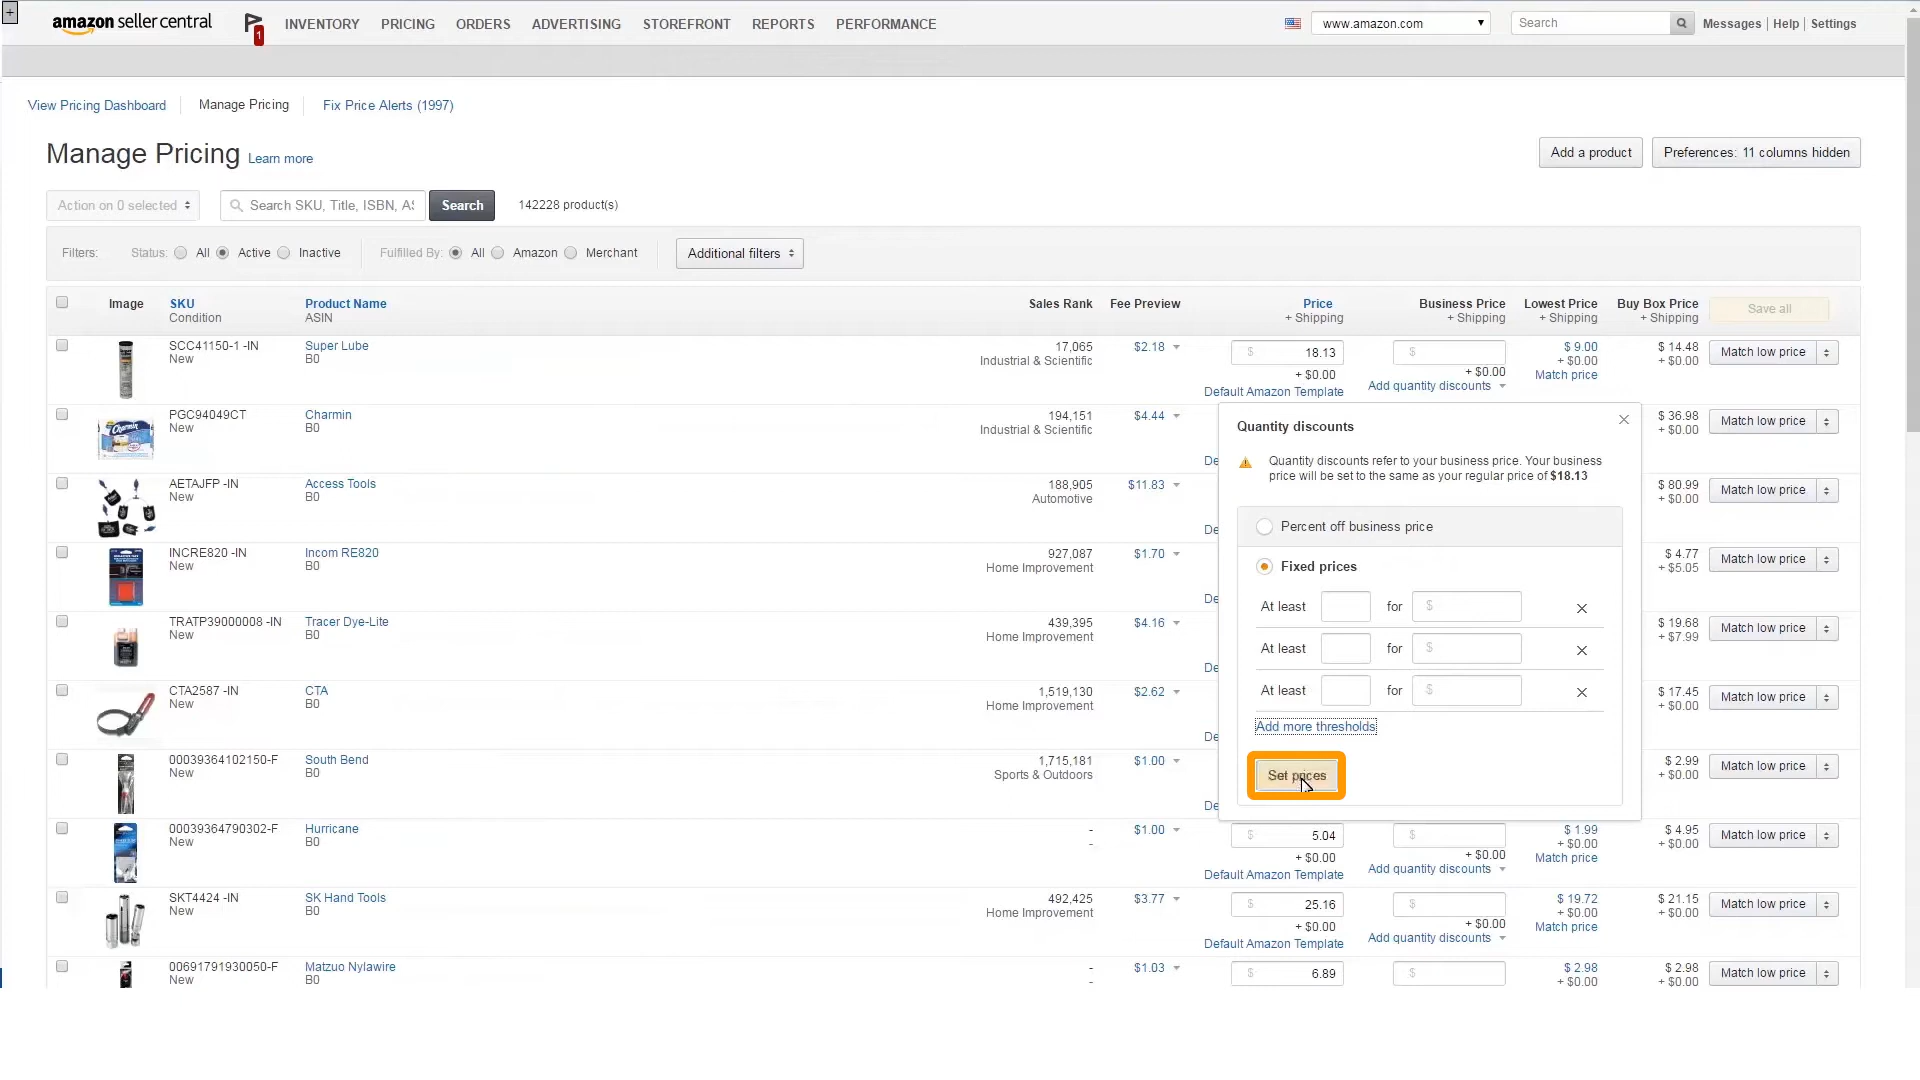 +
amazon seller central 1 INVENTORY PRICING ORDERS ADVERTISING STOREFRONT REPORTS PERFORMANCE www.amazon.com Search Messages | Help | Settings
View Pricing Dashboard Manage Pricing Fix Price Alerts (1997)
Manage Pricing Learn more Add a product Preferences: 11 columns hidden
Action on 0 selected Search SKU, Title, ISBN, AS Search 142228 product(s)
Filters: Status: All Active Inactive Fulfilled By: All Amazon Merchant Additional filters
Image SKU Product Name Sales Rank Fee Preview Price Business Price Lowest Price Buy Box Price Save all
Condition ASIN + Shipping + Shipping + Shipping + Shipping
SCC41150-1 -IN Super Lube 17,065 $2.18 $ 18.13 $ $ 9.00 $ 14.48 Match low price
New B0 Industrial & Scientific + $0.00 + $0.00 + $0.00 + $0.00
Match price
Default Amazon Template Add quantity discounts
PGC94049CT Charmin 194,151 $4.44 $ 36.98 Match low price
New B0 Industrial & Scientific + $0.00
De
AETAJFP -IN Access Tools 188,905 $11.83 $ 80.99 Match low price
New B0 Automotive + $0.00
De
INCRE820 -IN Incom RE820 927,087 $1.70 $ 4.77 Match low price
New B0 Home Improvement + $5.05
De
TRATP39000008 -IN Tracer Dye-Lite 439,395 $4.16 $ 19.68 Match low price
New B0 Home Improvement + $7.99
De
CTA2587 -IN CTA 1,519,130 $2.62 $ 17.45 Match low price
New B0 Home Improvement + $0.00
De
00039364102150-F South Bend 1,715,181 $1.00 $ 2.99 Match low price
New B0 Sports & Outdoors + $0.00
De
Quantity discounts
Quantity discounts refer to your business price. Your business
price will be set to the same as your regular price of $18.13
Percent off business price
Fixed prices
At least for $
At least for $
At least for $
Add more thresholds
Set prices
00039364790302-F Hurricane - $1.00 $ 5.04 $ $ 1.99 $ 4.95 Match low price
New B0 - + $0.00 + $0.00 + $0.00 + $0.00
Match price
Default Amazon Template Add quantity discounts
SKT4424 -IN SK Hand Tools 492,425 $3.77 $ 25.16 $ $ 19.72 $ 21.15 Match low price
New B0 Home Improvement + $0.00 + $0.00 + $0.00 + $0.00
Match price
Default Amazon Template Add quantity discounts
00691791930050-F Matzuo Nylawire - $1.03 $ 6.89 $ $ 2.98 $ 2.98 Match low price
New B0 - + $0.00 + $0.00